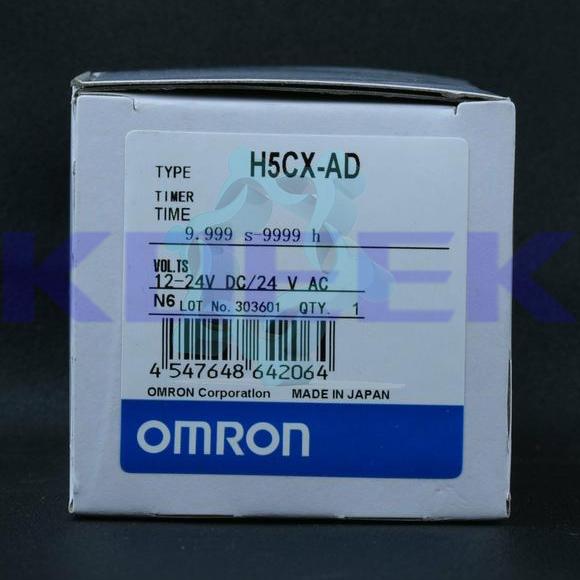 TYPE H5CX-AD
TIMER
TIME
9.999 s-9999 h
VOLTS
12-24V DC/24 V AC
N6 LOT No. 303601 QTY. 1
4 547648 642064
OMRON Corporation MADE IN JAPAN
OMRON